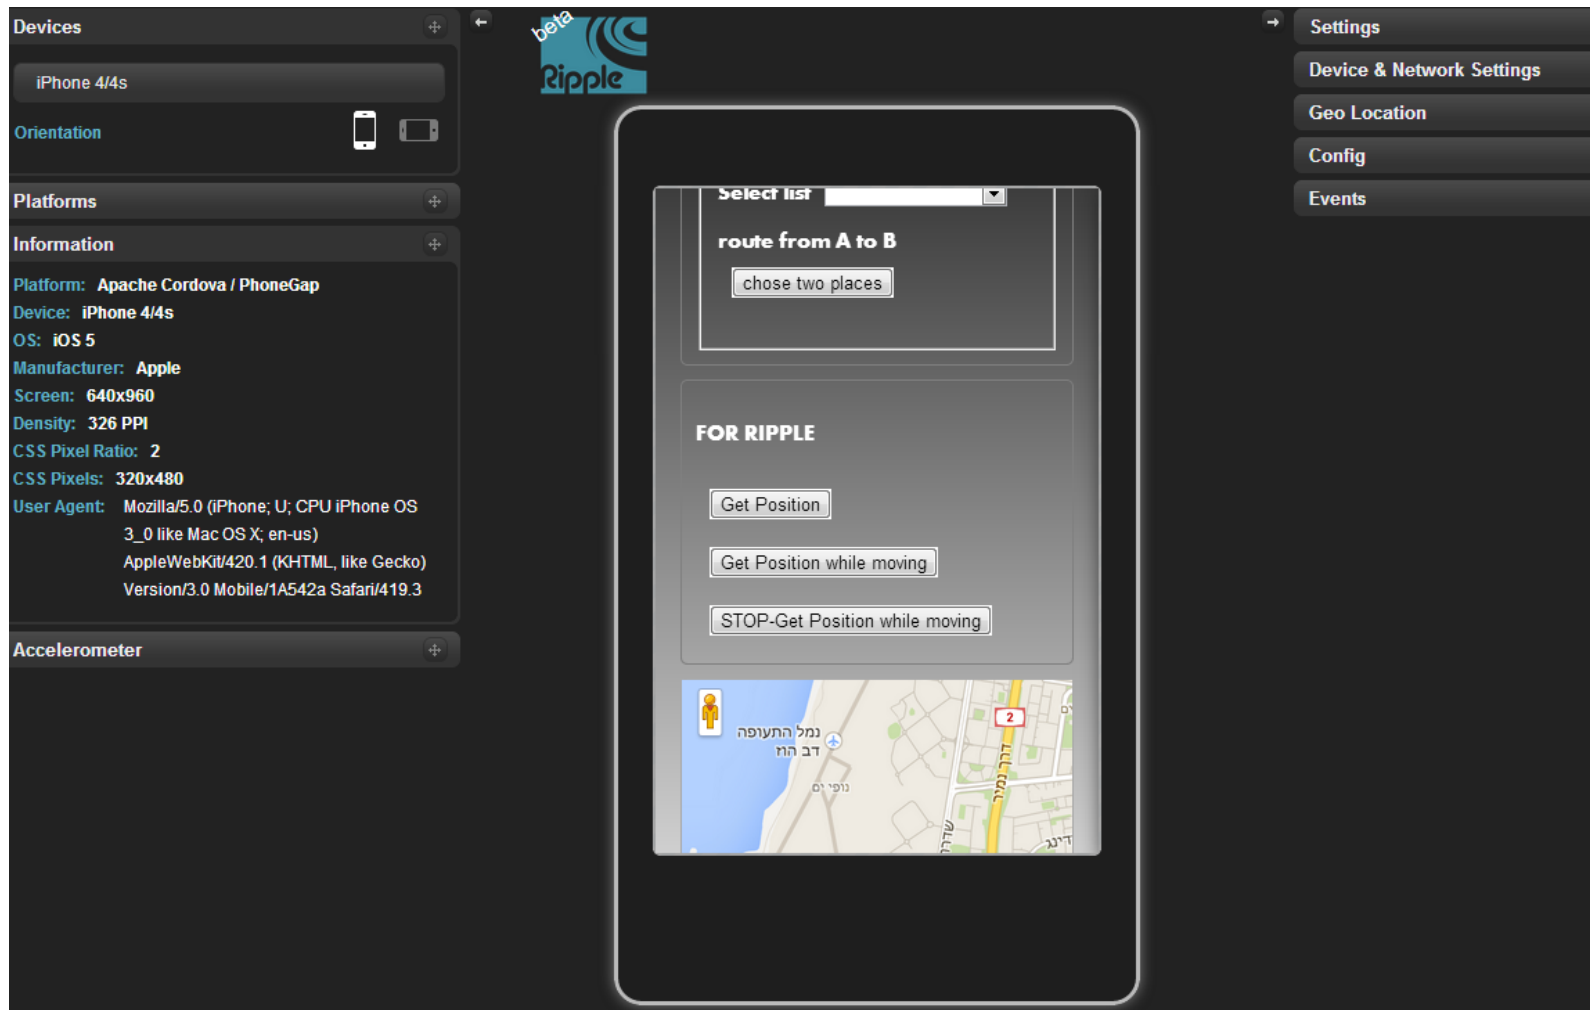 Devices
iPhone 4/4s
Orientation
Platforms
Information
Platform: Apache Cordova / PhoneGap
Device: iPhone 4/4s
OS: iOS 5
Manufacturer: Apple
Screen: 640x960
Density: 326 PPI
CSS Pixel Ratio: 2
CSS Pixels: 320x480
User Agent: Mozilla/5.0 (iPhone; U; CPU iPhone OS
3_0 like Mac OS X; en-us)
AppleWebKit/420.1 (KHTML, like Gecko)
Version/3.0 Mobile/1A542a Safari/419.3
Accelerometer
beta
Ripple
Select list
route from A to B
chose two places
FOR RIPPLE
Get Position
Get Position while moving
STOP-Get Position while moving
נמל התעופה
דב הוז
נופי ים
2
דרך נמיר
Settings
Device & Network Settings
Geo Location
Config
Events